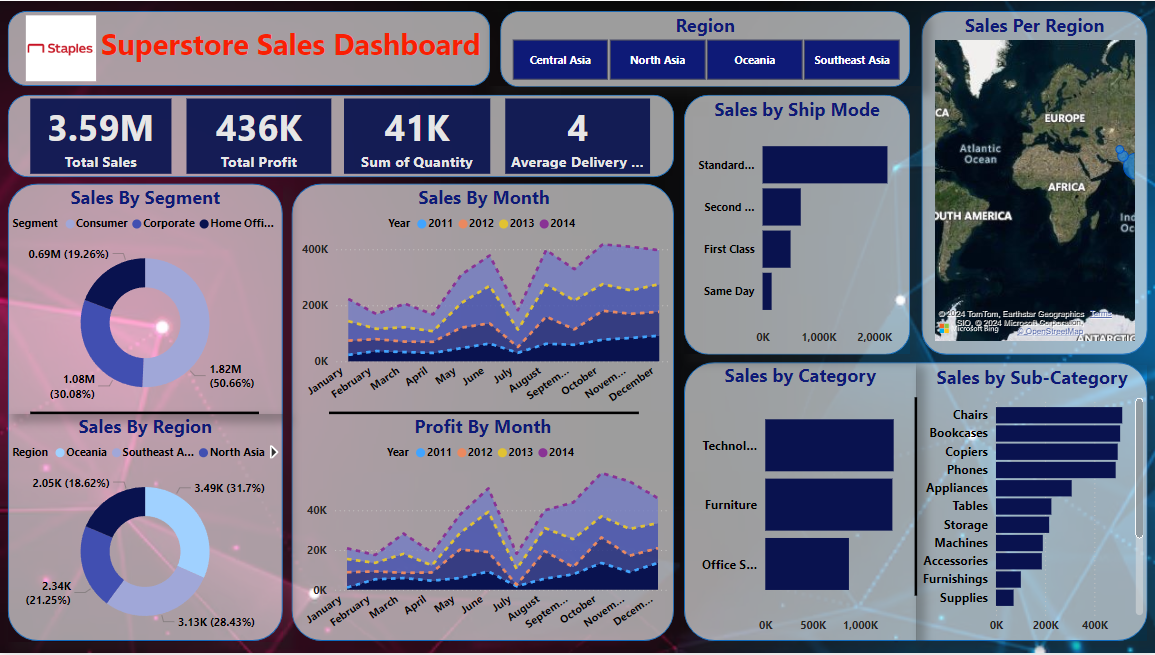 Staples
Superstore Sales Dashboard
Region
Central Asia
North Asia
Oceania
Southeast Asia
3.59M
Total Sales
436K
Total Profit
41K
Sum of Quantity
4
Average Delivery ...
Sales By Segment
Segment Consumer Corporate Home Offi...
0.69M (19.26%)
1.82M
(50.66%)
1.08M
(30.08%)
Sales By Region
Region Oceania Southeast A... North Asia
2.05K (18.62%)
3.49K (31.7%)
2.34K
(21.25%)
3.13K (28.43%)
Sales By Month
Year 2011 2012 2013 2014
400K
200K
0K
January
February
March
April
May
June
July
August
Septem...
October
Novem...
December
Profit By Month
Year 2011 2012 2013 2014
40K
20K
0K
January
February
March
April
May
June
July
August
Septem...
October
Novem...
Decem...
Sales by Ship Mode
Standard...
Second ...
First Class
Same Day
0K 1,000K 2,000K
Sales Per Region
CA
EUROPE
Atlantic
Ocean
AFRICA
OUTH AMERICA
Ind
Oc
© 2024 TomTom, Earthstar Geographics
SIO, © 2024 Microsoft Corporation, Terms
Microsoft Bing
© OpenStreetMap
ANTARCTIC
Sales by Category
Technol...
Furniture
Office S...
0K 500K 1,000K
Sales by Sub-Category
Chairs
Bookcases
Copiers
Phones
Appliances
Tables
Storage
Machines
Accessories
Furnishings
Supplies
0K 200K 400K